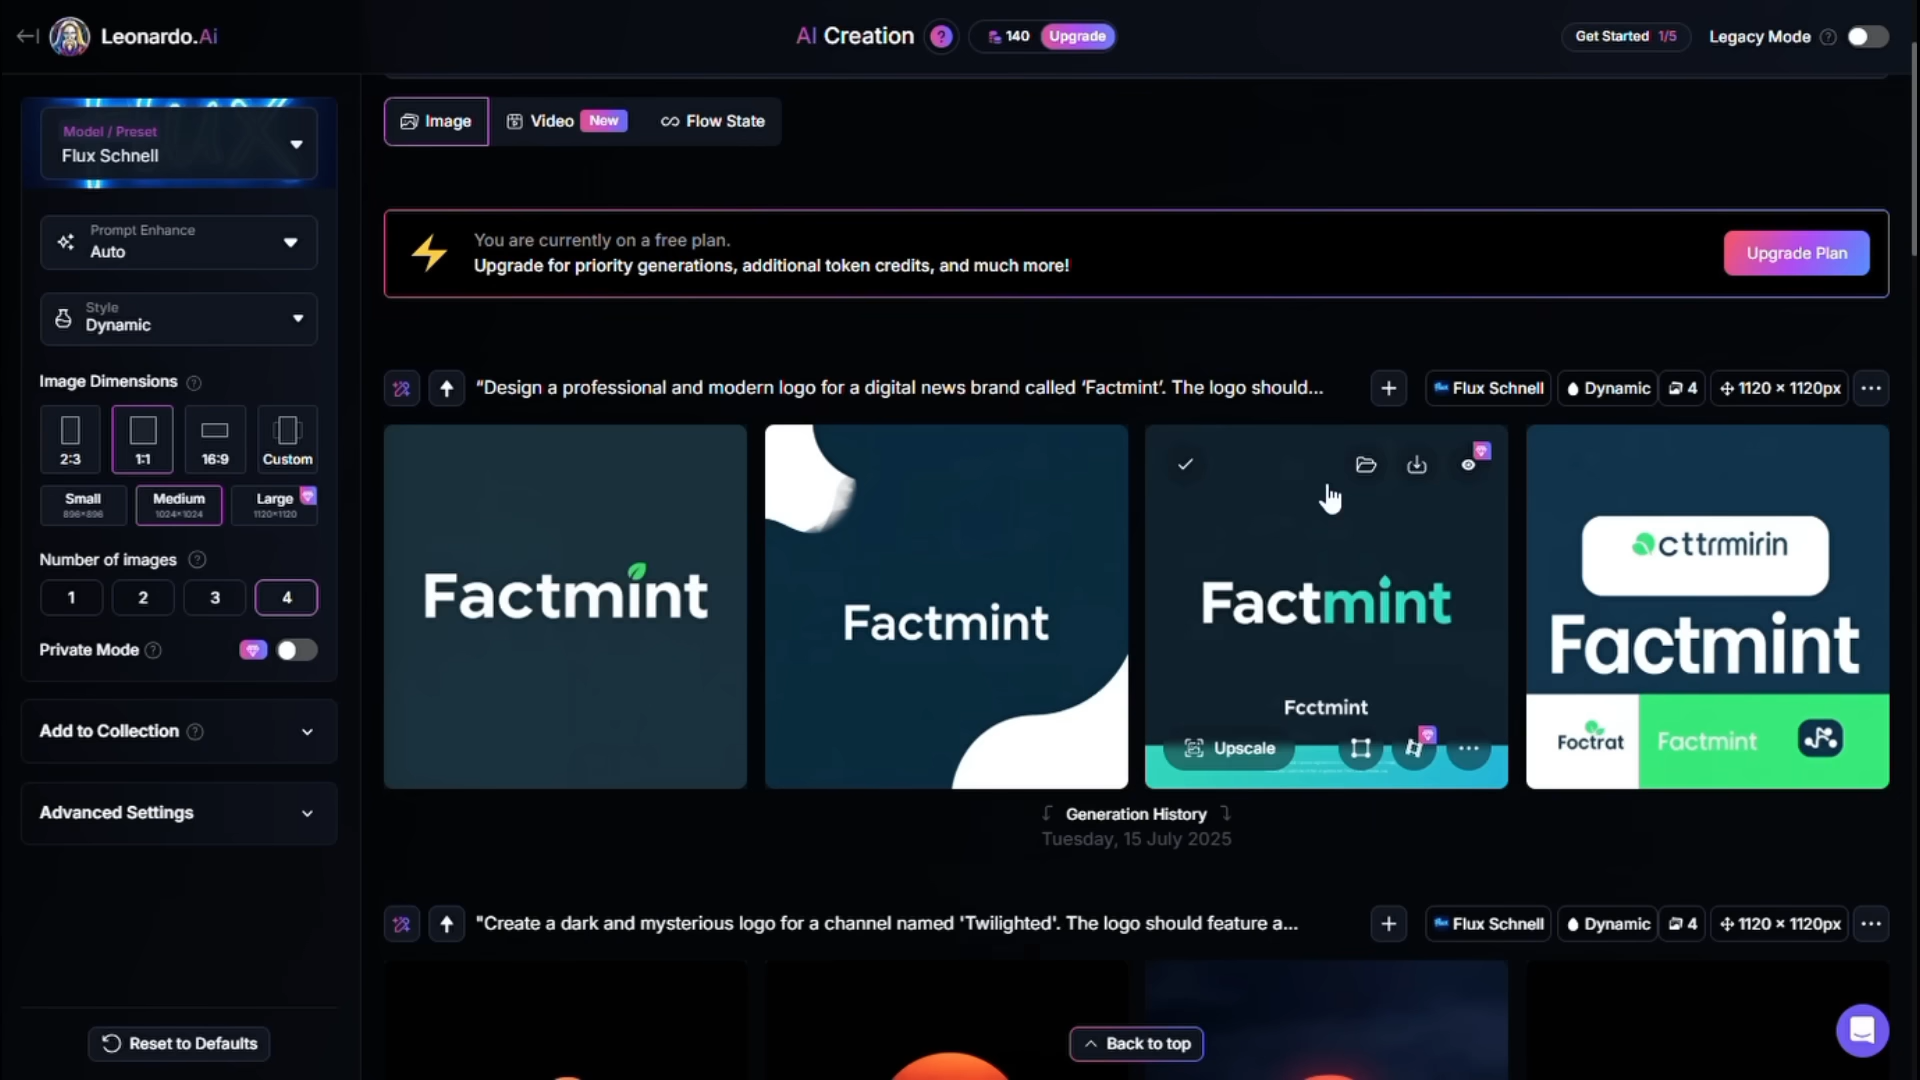 Leonardo.Ai
AI Creation
?
140
Upgrade
Get Started 1/5
Legacy Mode
Model / Preset
Flux Schnell
Prompt Enhance
Auto
Style
Dynamic
Image Dimensions
2:3
1:1
16:9
Custom
Small
896×896
Medium
1024×1024
Large
1120×1120
Number of images
1
2
3
4
Private Mode
Add to Collection
Advanced Settings
Reset to Defaults
Image
Video New
Flow State
You are currently on a free plan.
Upgrade for priority generations, additional token credits, and much more!
Upgrade Plan
“Design a professional and modern logo for a digital news brand called ‘Factmint’. The logo should...
Flux Schnell
Dynamic
4
1120 × 1120px
Factmint
Factmint
Factmint
Fcctmint
Upscale
cttrmirin
Factmint
Foctrat
Factmint
Generation History
Tuesday, 15 July 2025
"Create a dark and mysterious logo for a channel named 'Twilighted'. The logo should feature a...
Flux Schnell
Dynamic
4
1120 × 1120px
Back to top